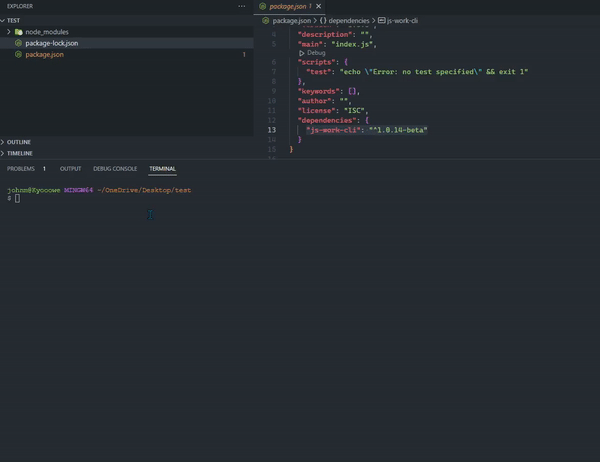 EXPLORER
···
TEST
node_modules
package-lock.json
package.json 1
OUTLINE
TIMELINE
package.json 1
package.json > {} dependencies > js-work-cli
4 "description": "",
5 "main": "index.js",
Debug
6 "scripts": {
7 "test": "echo \"Error: no test specified\" && exit 1"
8 },
9 "keywords": [],
10 "author": "",
11 "license": "ISC",
12 "dependencies": {
13 "js-work-cli": "^1.0.14-beta"
14 }
15 }
PROBLEMS 1 OUTPUT DEBUG CONSOLE TERMINAL
MINGW64 ~/OneDrive/Desktop/test
$